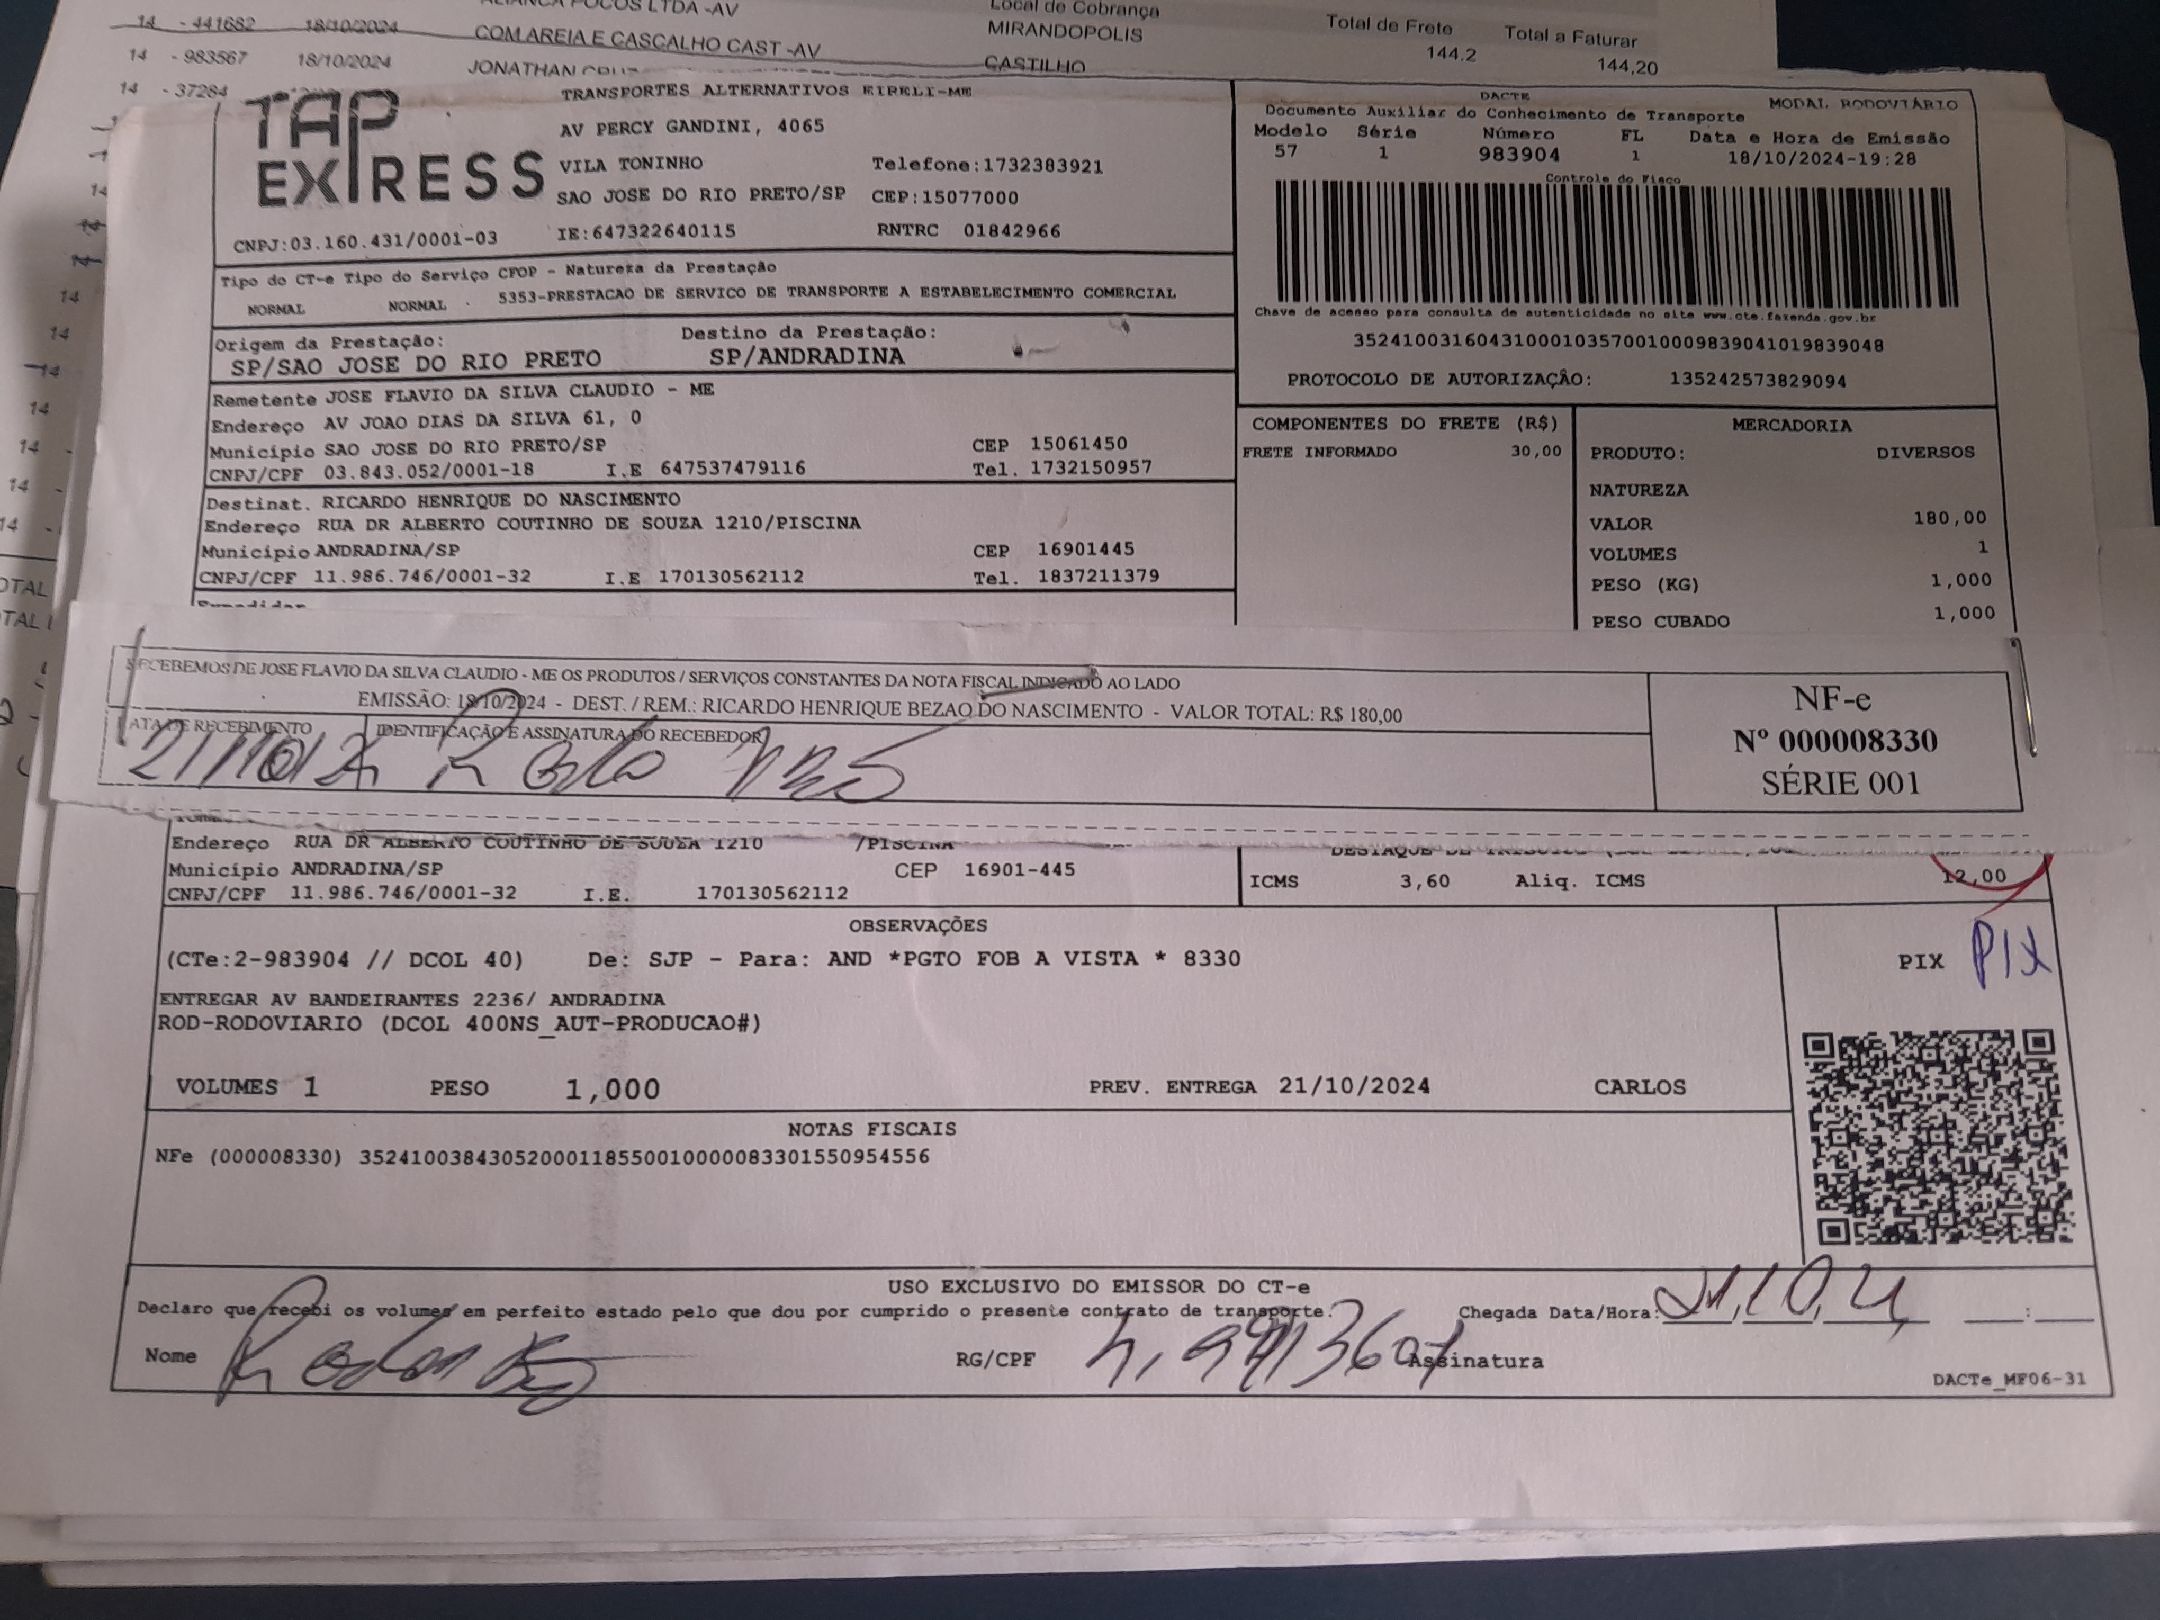 LTDA -AV
Local de Cobrança
14 - 441682 18/10/2024 COM AREIA E CASCALHO CAST -AV MIRANDOPOLIS Total de Frete Total a Faturar
14 - 983567 18/10/2024 JONATHAN CASTILHO 144.2 144,20
14 - 37284
TAP EXPRESS
TRANSPORTES ALTERNATIVOS EIRELI-ME
AV PERCY GANDINI, 4065
VILA TONINHO Telefone:1732383921
SAO JOSE DO RIO PRETO/SP CEP:15077000
CNPJ:03.160.431/0001-03 IE:647322640115 RNTRC 01842966
DACTE MODAL RODOVIÁRIO
Documento Auxiliar do Conhecimento de Transporte
Modelo Série Número FL Data e Hora de Emissão
57 1 983904 1 18/10/2024-19:28
Controle do Fisco
Chave de acesso para consulta de autenticidade no site www.cte.fazenda.gov.br
35241003160431000103570010009839041019839048
PROTOCOLO DE AUTORIZAÇÃO: 135242573829094
Tipo do CT-e Tipo do Serviço CFOP - Natureza da Prestação
NORMAL NORMAL 5353-PRESTACAO DE SERVICO DE TRANSPORTE A ESTABELECIMENTO COMERCIAL
Origem da Prestação: Destino da Prestação:
SP/SAO JOSE DO RIO PRETO SP/ANDRADINA
Remetente JOSE FLAVIO DA SILVA CLAUDIO - ME
Endereço AV JOAO DIAS DA SILVA 61, 0
Município SAO JOSE DO RIO PRETO/SP CEP 15061450
CNPJ/CPF 03.843.052/0001-18 I.E 647537479116 Tel. 1732150957
Destinat. RICARDO HENRIQUE DO NASCIMENTO
Endereço RUA DR ALBERTO COUTINHO DE SOUZA 1210/PISCINA
Município ANDRADINA/SP CEP 16901445
CNPJ/CPF 11.986.746/0001-32 I.E 170130562112 Tel. 1837211379
COMPONENTES DO FRETE (R$)
FRETE INFORMADO 30,00
MERCADORIA
PRODUTO: DIVERSOS
NATUREZA
VALOR 180,00
VOLUMES 1
PESO (KG) 1,000
PESO CUBADO 1,000
RECEBEMOS DE JOSE FLAVIO DA SILVA CLAUDIO - ME OS PRODUTOS / SERVIÇOS CONSTANTES DA NOTA FISCAL INDICADO AO LADO
EMISSÃO: 18/10/2024 - DEST. / REM.: RICARDO HENRIQUE BEZAO DO NASCIMENTO - VALOR TOTAL: R$ 180,00
DATA DE RECEBIMENTO IDENTIFICAÇÃO E ASSINATURA DO RECEBEDOR
NF-e
Nº 000008330
SÉRIE 001
Endereço RUA DR ALBERTO COUTINHO DE SOUZA 1210 /PISCINA
Município ANDRADINA/SP CEP 16901-445
CNPJ/CPF 11.986.746/0001-32 I.E. 170130562112
ICMS 3,60 Aliq. ICMS 12,00
OBSERVAÇÕES
(CTe:2-983904 // DCOL 40) De: SJP - Para: AND *PGTO FOB A VISTA * 8330
ENTREGAR AV BANDEIRANTES 2236/ ANDRADINA
ROD-RODOVIARIO (DCOL 400NS_AUT-PRODUCAO#)
VOLUMES 1 PESO 1,000 PREV. ENTREGA 21/10/2024 CARLOS
PIX PIX
NOTAS FISCAIS
NFe (000008330) 35241003843052000118550010000083301550954556
USO EXCLUSIVO DO EMISSOR DO CT-e
Declaro que recebi os volumes em perfeito estado pelo que dou por cumprido o presente contrato de transporte. Chegada Data/Hora:
Nome RG/CPF Assinatura
DACTe_MF06-31